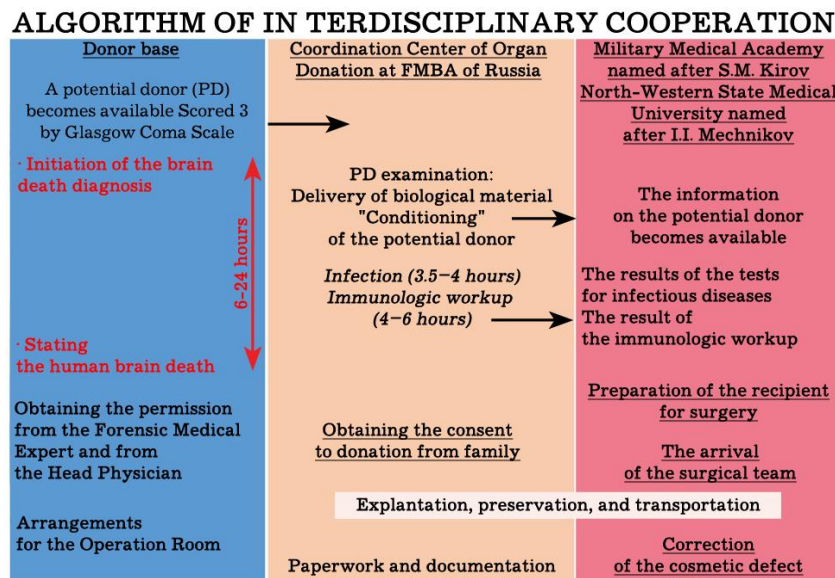 ALGORITHM OF IN TERDISCIPLINARY COOPERATION
Donor base
A potential donor (PD)
becomes available Scored 3
by Glasgow Coma Scale
· Initiation of the brain
death diagnosis
6–24 hours
· Stating
the human brain death
Obtaining the permission
from the Forensic Medical
Expert and from
the Head Physician
Arrangements
for the Operation Room
Coordination Center of Organ
Donation at FMBA of Russia
PD examination:
Delivery of biological material
"Conditioning"
of the potential donor
Infection (3.5–4 hours)
Immunologic workup
(4–6 hours)
Obtaining the consent
to donation from family
Explantation, preservation, and transportation
Paperwork and documentation
Military Medical Academy
named after S.M. Kirov
North-Western State Medical
University named
after I.I. Mechnikov
The information
on the potential donor
becomes available
The results of the tests
for infectious diseases
The result of
the immunologic workup
Preparation of the recipient
for surgery
The arrival
of the surgical team
Correction
of the cosmetic defect